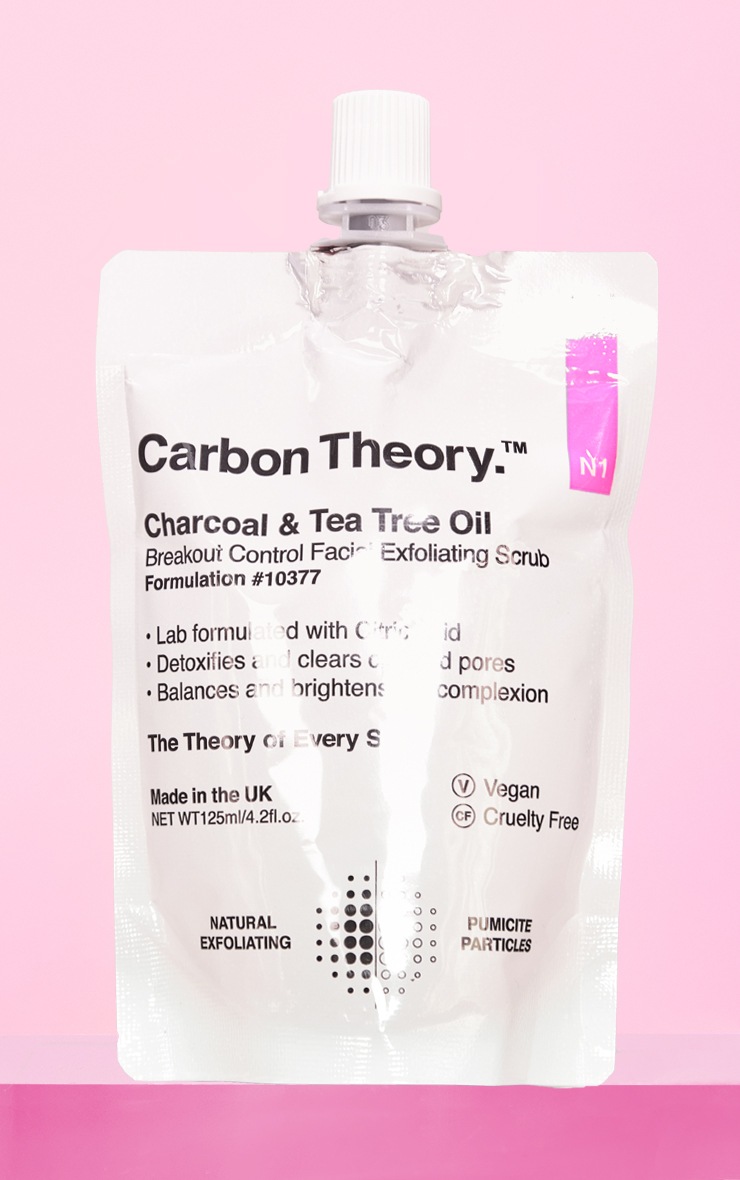 N1
Carbon Theory.™
Charcoal & Tea Tree Oil
Breakout Control Facial Exfoliating Scrub
Formulation #10377
• Lab formulated with Citric
• Detoxifies and clears pores
• Balances and brightens complexion
The Theory of Every
Made in the UK
NET WT125ml/4.2fl.oz.
V Vegan
CF Cruelty Free
NATURAL
EXFOLIATING
PUMICITE
PARTICLES